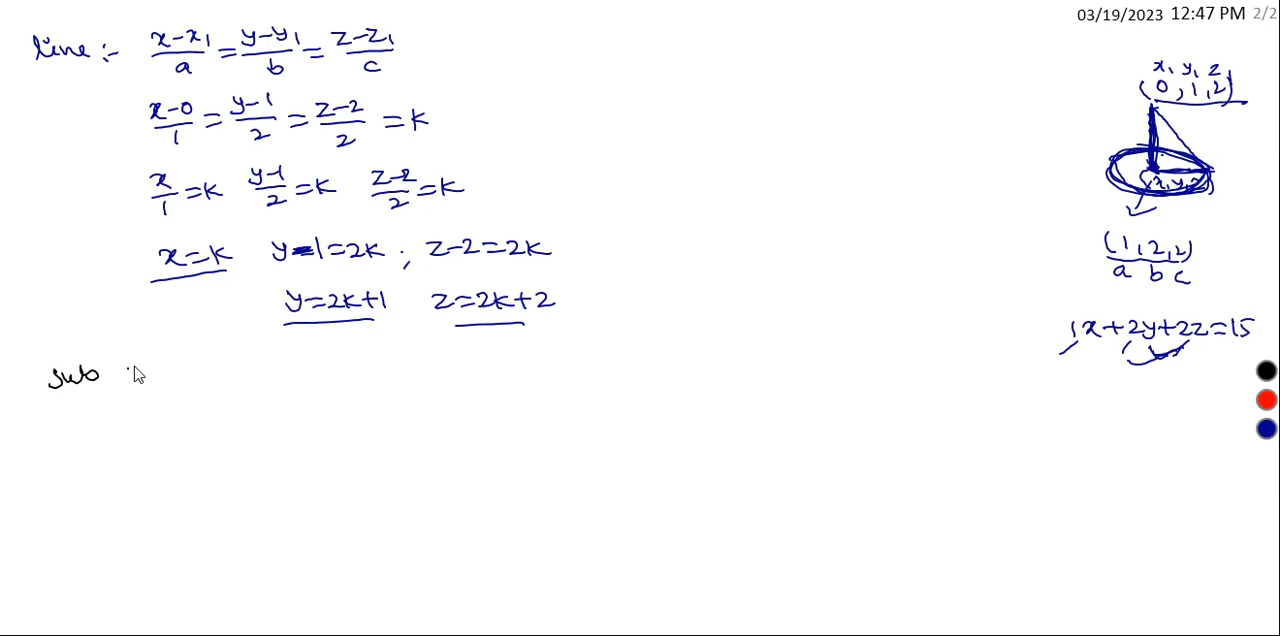 03/19/2023 12:47 PM 2/2
line :- x-x₁/a = y-y₁/b = z-z₁/c
x-0/1 = y-1/2 = z-2/2 = k
x/1 = k y-1/2 = k z-2/2 = k
x = k y-1 = 2k ; z-2 = 2k
y = 2k+1 z = 2k+2
sub
x, y, z
(0, 1, 2)
(x, y, z)
(1, 2, 2)
a b c
1x+2y+2z=15